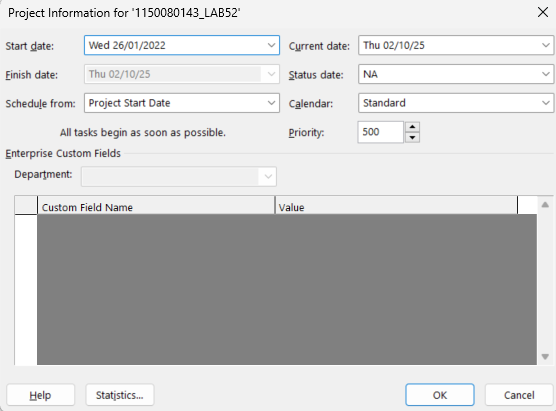 Project Information for '1150080143_LAB52'
Start date: Wed 26/01/2022 Current date: Thu 02/10/25
Finish date: Thu 02/10/25 Status date: NA
Schedule from: Project Start Date Calendar: Standard
All tasks begin as soon as possible. Priority: 500
Enterprise Custom Fields
Department:
Custom Field Name Value
Help Statistics... OK Cancel